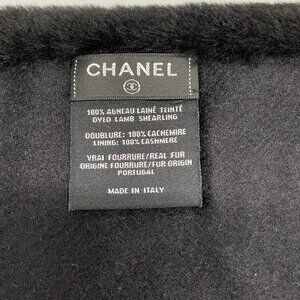 CHANEL
100% AGNEAU LAINÉ TEINTÉ
DYED LAMB SHEARLING
DOUBLURE: 100% CACHEMIRE
LINING: 100% CASHMERE
VRAI FOURRURE/REAL FUR
ORIGINE FOURRURE/FUR ORIGIN
PORTUGAL
MADE IN ITALY